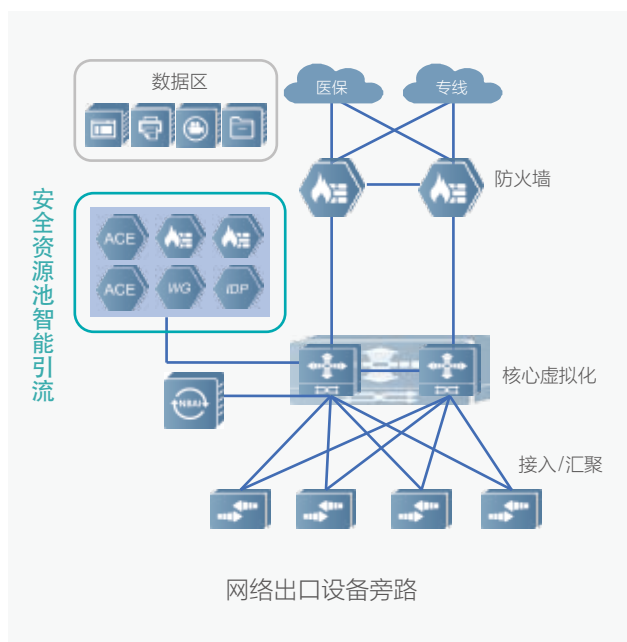 数据区
医保
专线
防火墙
安全资源池智能引流
ACE
ACE
WG
IDP
核心虚拟化
接入/汇聚
网络出口设备旁路